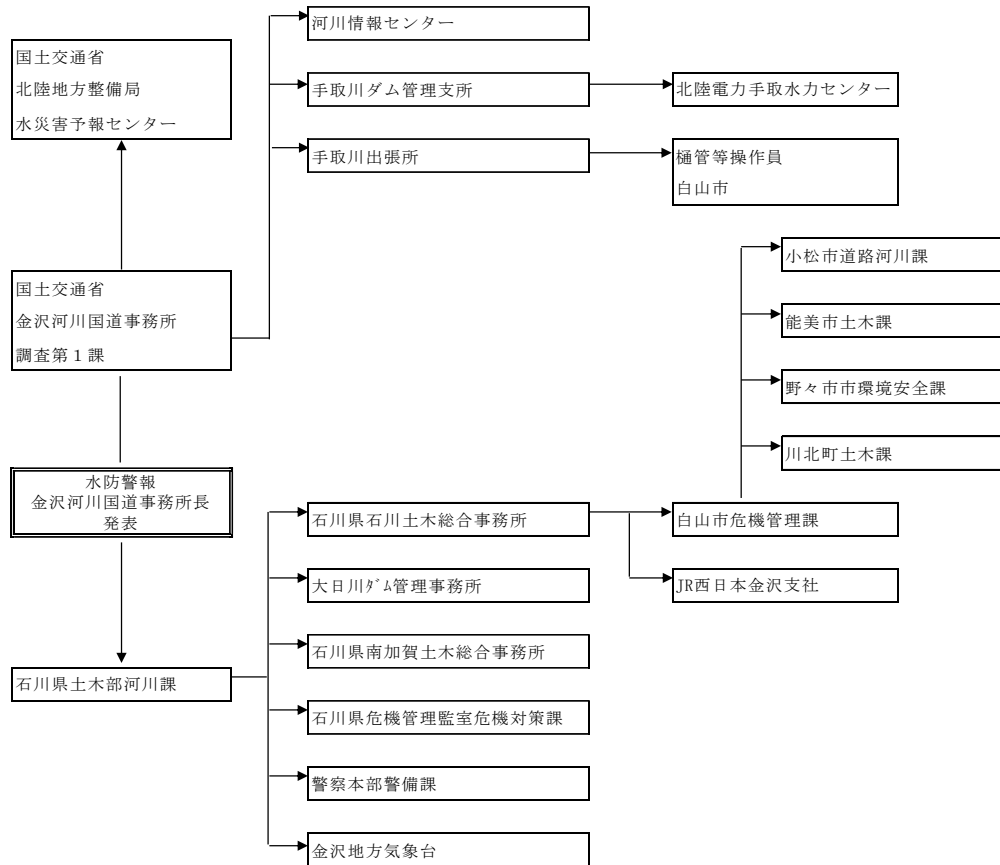 河川情報センター
国土交通省
北陸地方整備局
水災害予報センター
手取川ダム管理支所
北陸電力手取水力センター
手取川出張所
樋管等操作員
白山市
小松市道路河川課
国土交通省
金沢河川国道事務所
調査第１課
能美市土木課
野々市市環境安全課
川北町土木課
水防警報
金沢河川国道事務所長
発表
石川県石川土木総合事務所
白山市危機管理課
大日川ﾀﾞﾑ管理事務所
JR西日本金沢支社
石川県南加賀土木総合事務所
石川県土木部河川課
石川県危機管理監室危機対策課
警察本部警備課
金沢地方気象台